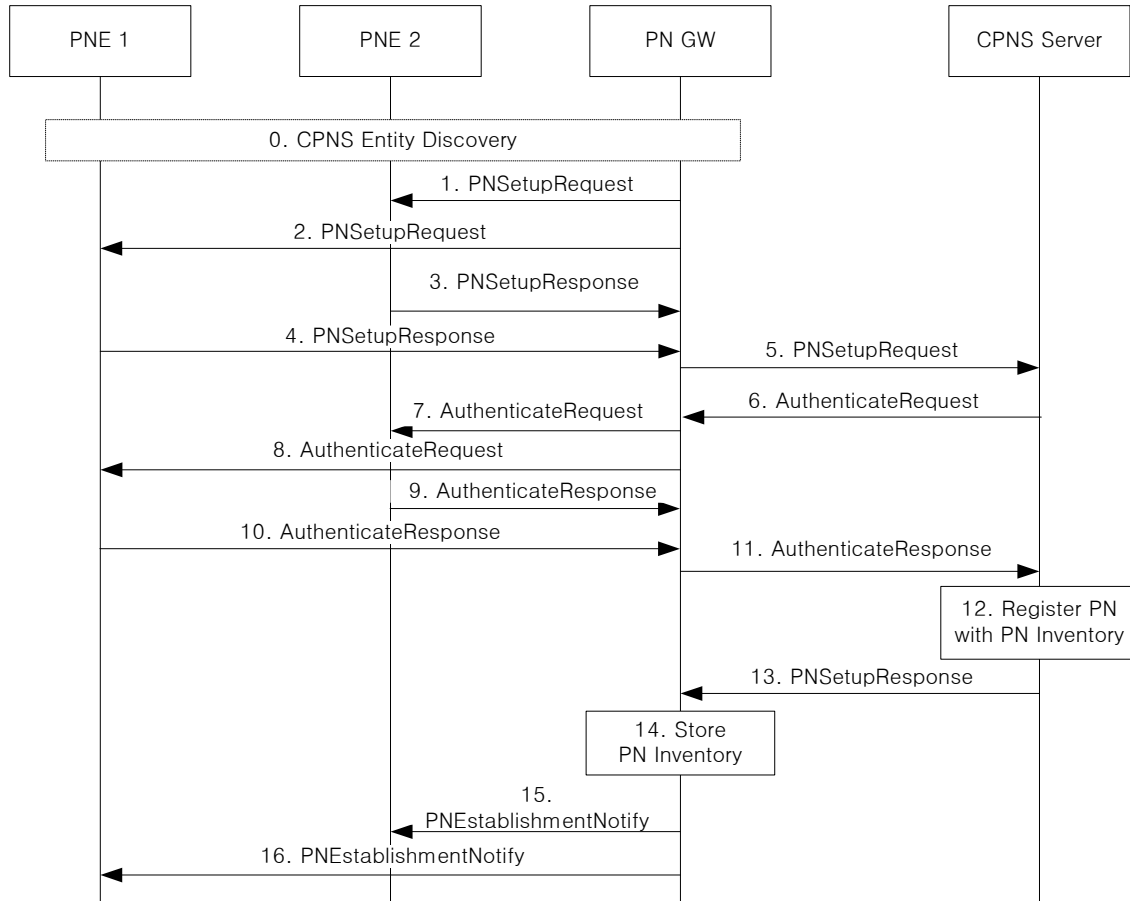 PNE 1
PNE 2
PN GW
CPNS Server
0. CPNS Entity Discovery
1. PNSetupRequest
2. PNSetupRequest
3. PNSetupResponse
4. PNSetupResponse
5. PNSetupRequest
6. AuthenticateRequest
7. AuthenticateRequest
8. AuthenticateRequest
9. AuthenticateResponse
10. AuthenticateResponse
11. AuthenticateResponse
12. Register PN
with PN Inventory
13. PNSetupResponse
14. Store
PN Inventory
15.
PNEstablishmentNotify
16. PNEstablishmentNotify